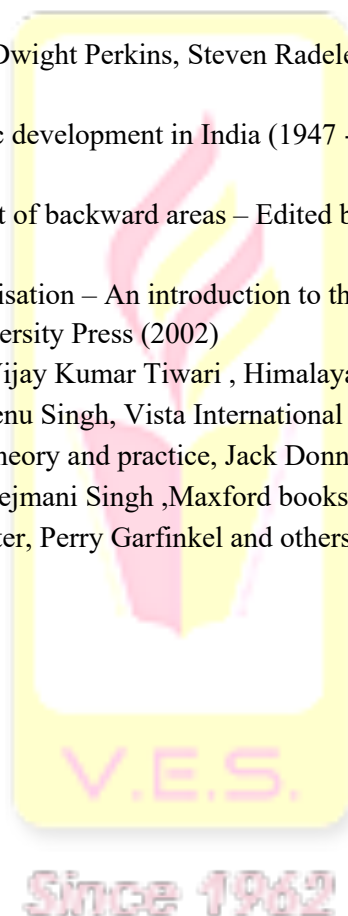 Dwight Perkins, Steven Radele
c development in India (1947 -
t of backward areas – Edited b
isation – An introduction to th
ersity Press (2002)
Vijay Kumar Tiwari , Himalaya
enu Singh, Vista International
heory and practice, Jack Donn
ejmani Singh ,Maxford books
ter, Perry Garfinkel and others
V.E.S.
Since 1962